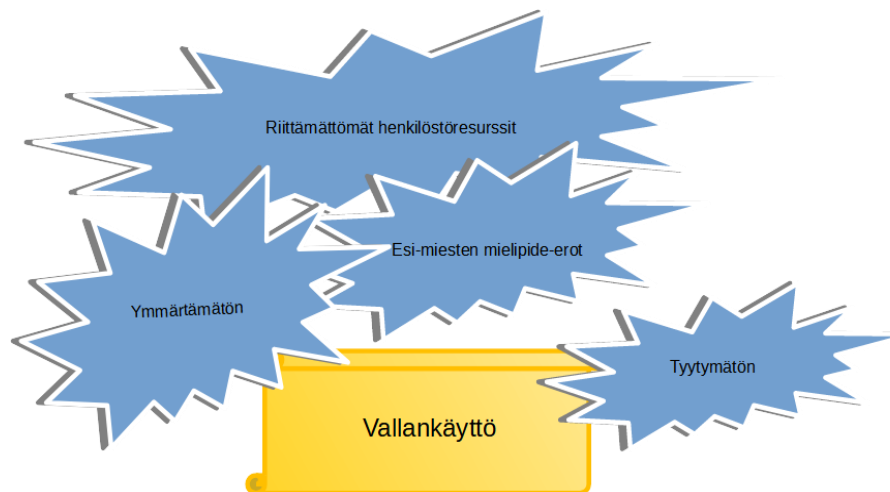 Riittämättömät henkilöstöresurssit
Esi-miesten mielipide-erot
Ymmärtämätön
Tyytymätön
Vallankäyttö